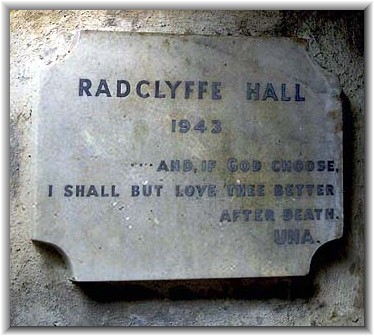 RADCLYFFE HALL
1943
....AND, IF GOD CHOOSE,
I SHALL BUT LOVE THEE BETTER
AFTER DEATH.
UNA.